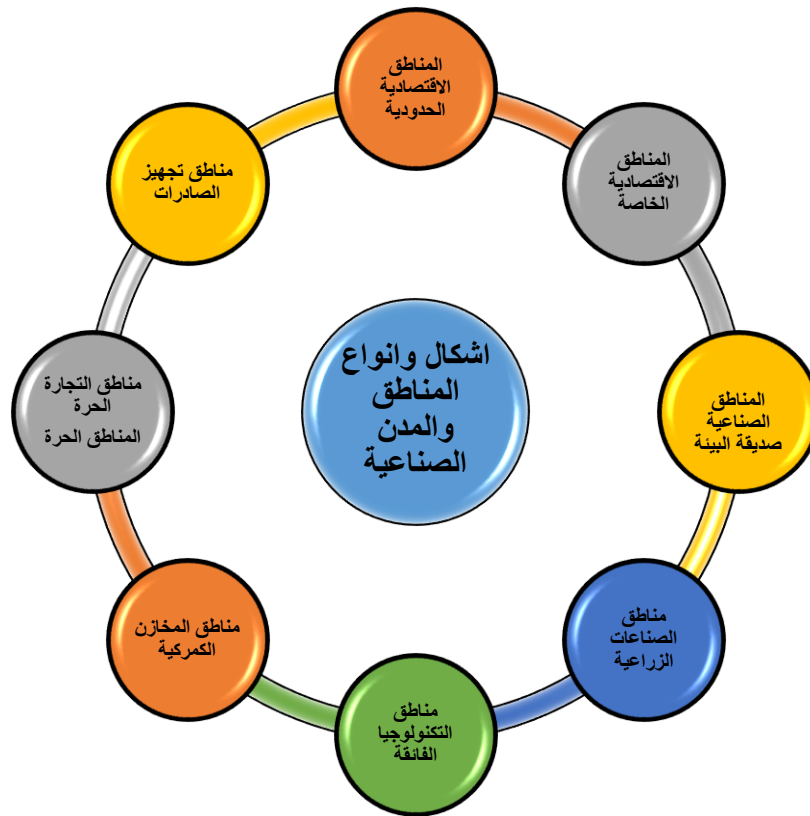 اشكال وانواع
المناطق
والمدن
الصناعية
المناطق
الاقتصادية
الحدودية
المناطق
الاقتصادية
الخاصة
المناطق
الصناعية
صديقة البيئة
مناطق
الصناعات
الزراعية
مناطق
التكنولوجيا
الفائقة
مناطق المخازن
الكمركية
مناطق التجارة
الحرة
المناطق الحرة
مناطق تجهيز
الصادرات